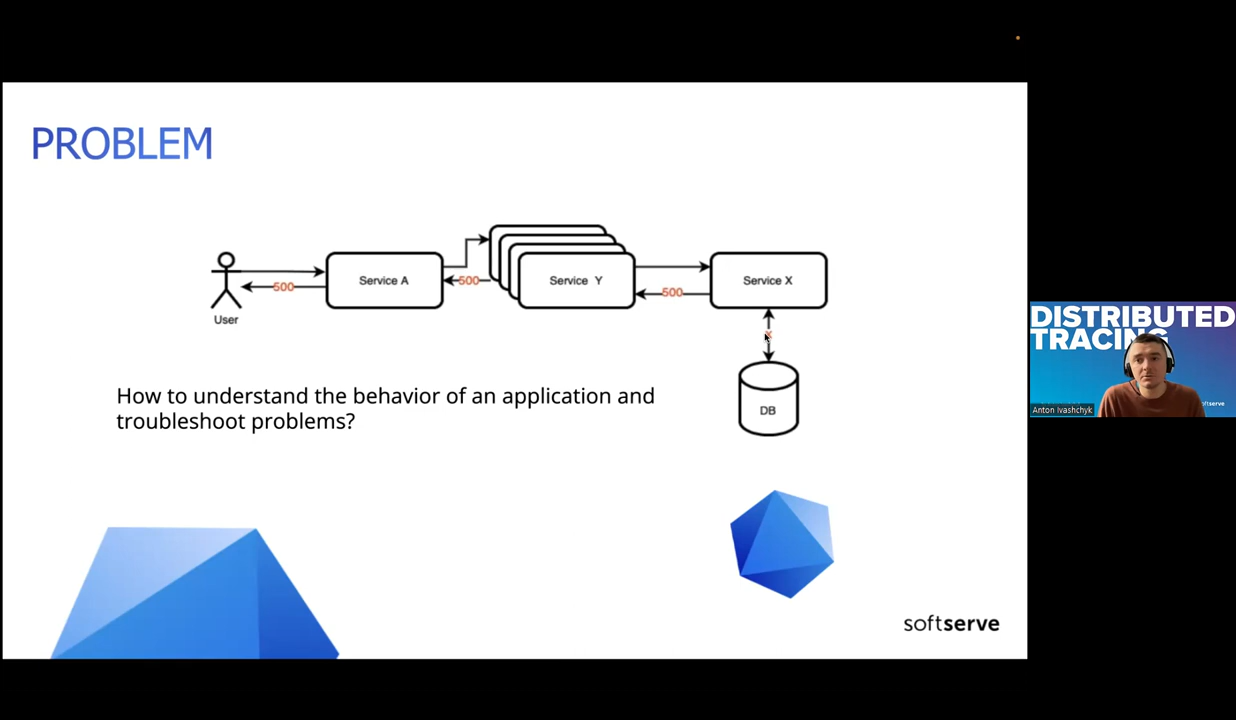 PROBLEM
User
500
Service A
500
Service Y
500
Service X
DB
How to understand the behavior of an application and
troubleshoot problems?
softserve
DISTRIBUTED
TRACING
Anton Ivashchyk